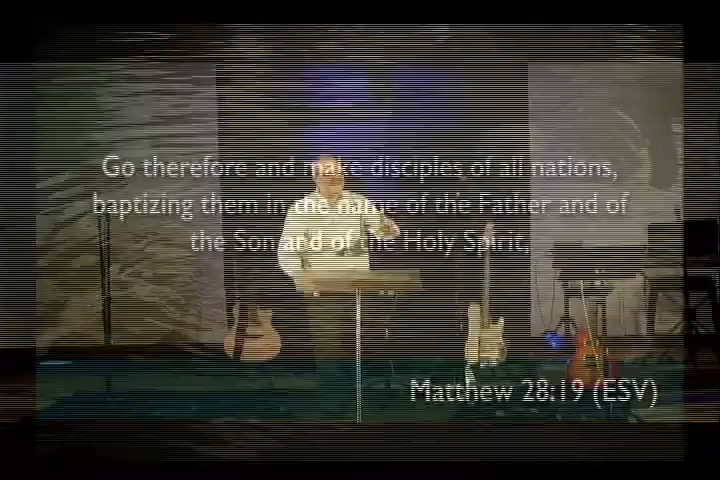 Go therefore and make disciples of all nations,
baptizing them in the name of the Father and of
the Son and of the Holy Spirit,
Matthew 28:19 (ESV)